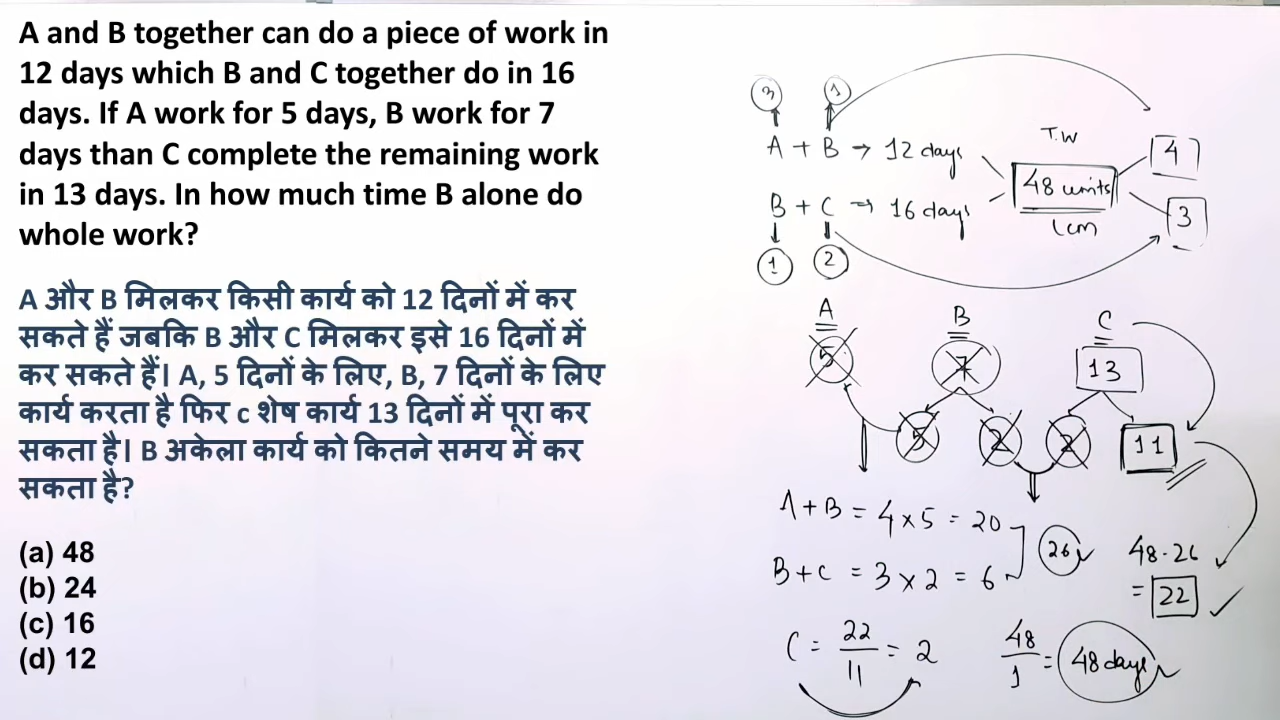 A and B together can do a piece of work in
12 days which B and C together do in 16
days. If A work for 5 days, B work for 7
days than C complete the remaining work
in 13 days. In how much time B alone do
whole work?
A और B मिलकर किसी कार्य को 12 दिनों में कर
सकते हैं जबकि B और C मिलकर इसे 16 दिनों में
कर सकते हैं। A, 5 दिनों के लिए, B, 7 दिनों के लिए
कार्य करता है फिर c शेष कार्य 13 दिनों में पूरा कर
सकता है। B अकेला कार्य को कितने समय में कर
सकता है?
(a) 48
(b) 24
(c) 16
(d) 12
3 1
A + B → 12 days
T.W
48 units
lcm
4
B + C ⇒ 16 days
3
1 2
A B C
5 7 13
5 2 2 11
A+B = 4×5 = 20
B+C = 3×2 = 6
26
48-26
= 22
C = 22/11 = 2
48/1 = 48 days